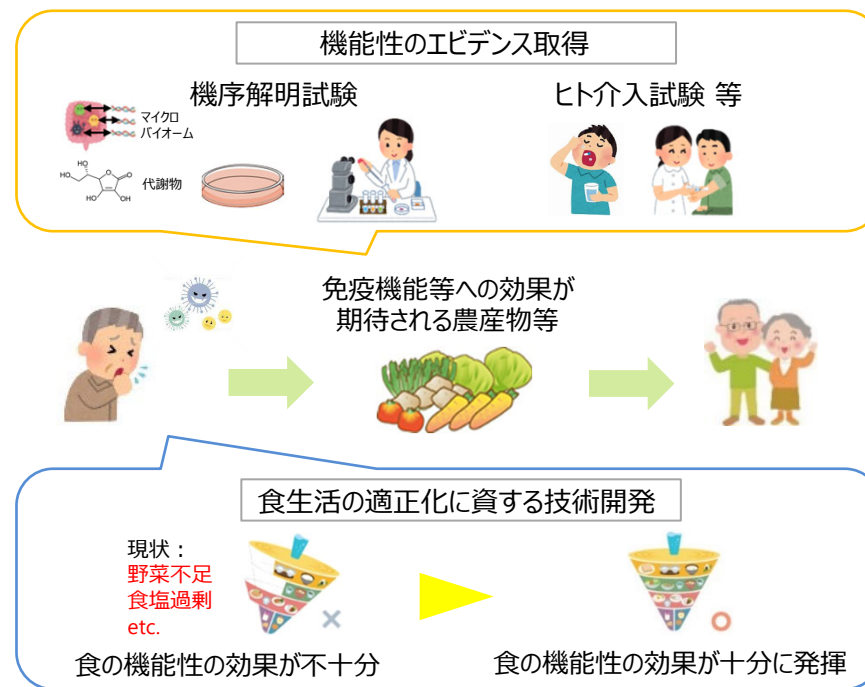 機能性のエビデンス取得
機序解明試験
ヒト介入試験 等
マイクロ
バイオーム
代謝物
HO
OH
HO
O
O
HO
OH
免疫機能等への効果が
期待される農産物等
食生活の適正化に資する技術開発
現状：
野菜不足
食塩過剰
etc.
食の機能性の効果が不十分
食の機能性の効果が十分に発揮